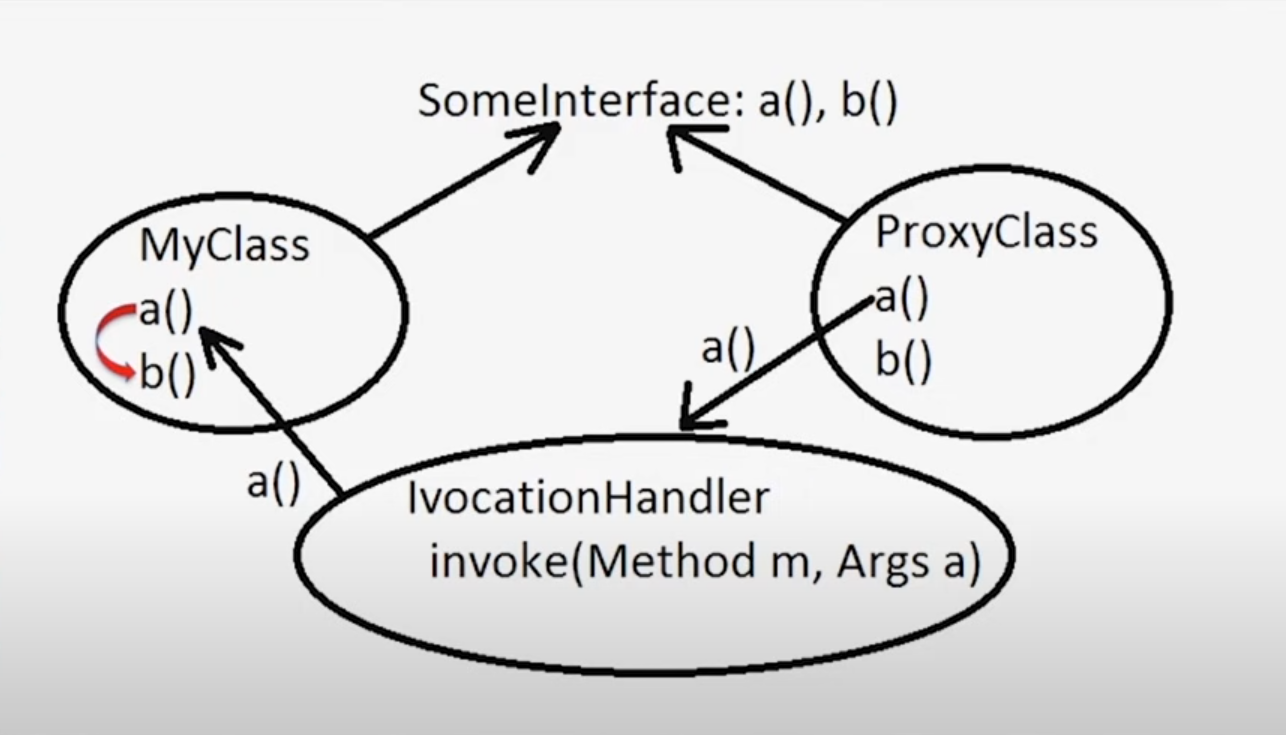 SomeInterface: a(), b()
MyClass
a()
b()
ProxyClass
a()
b()
a()
a()
IvocationHandler
invoke(Method m, Args a)